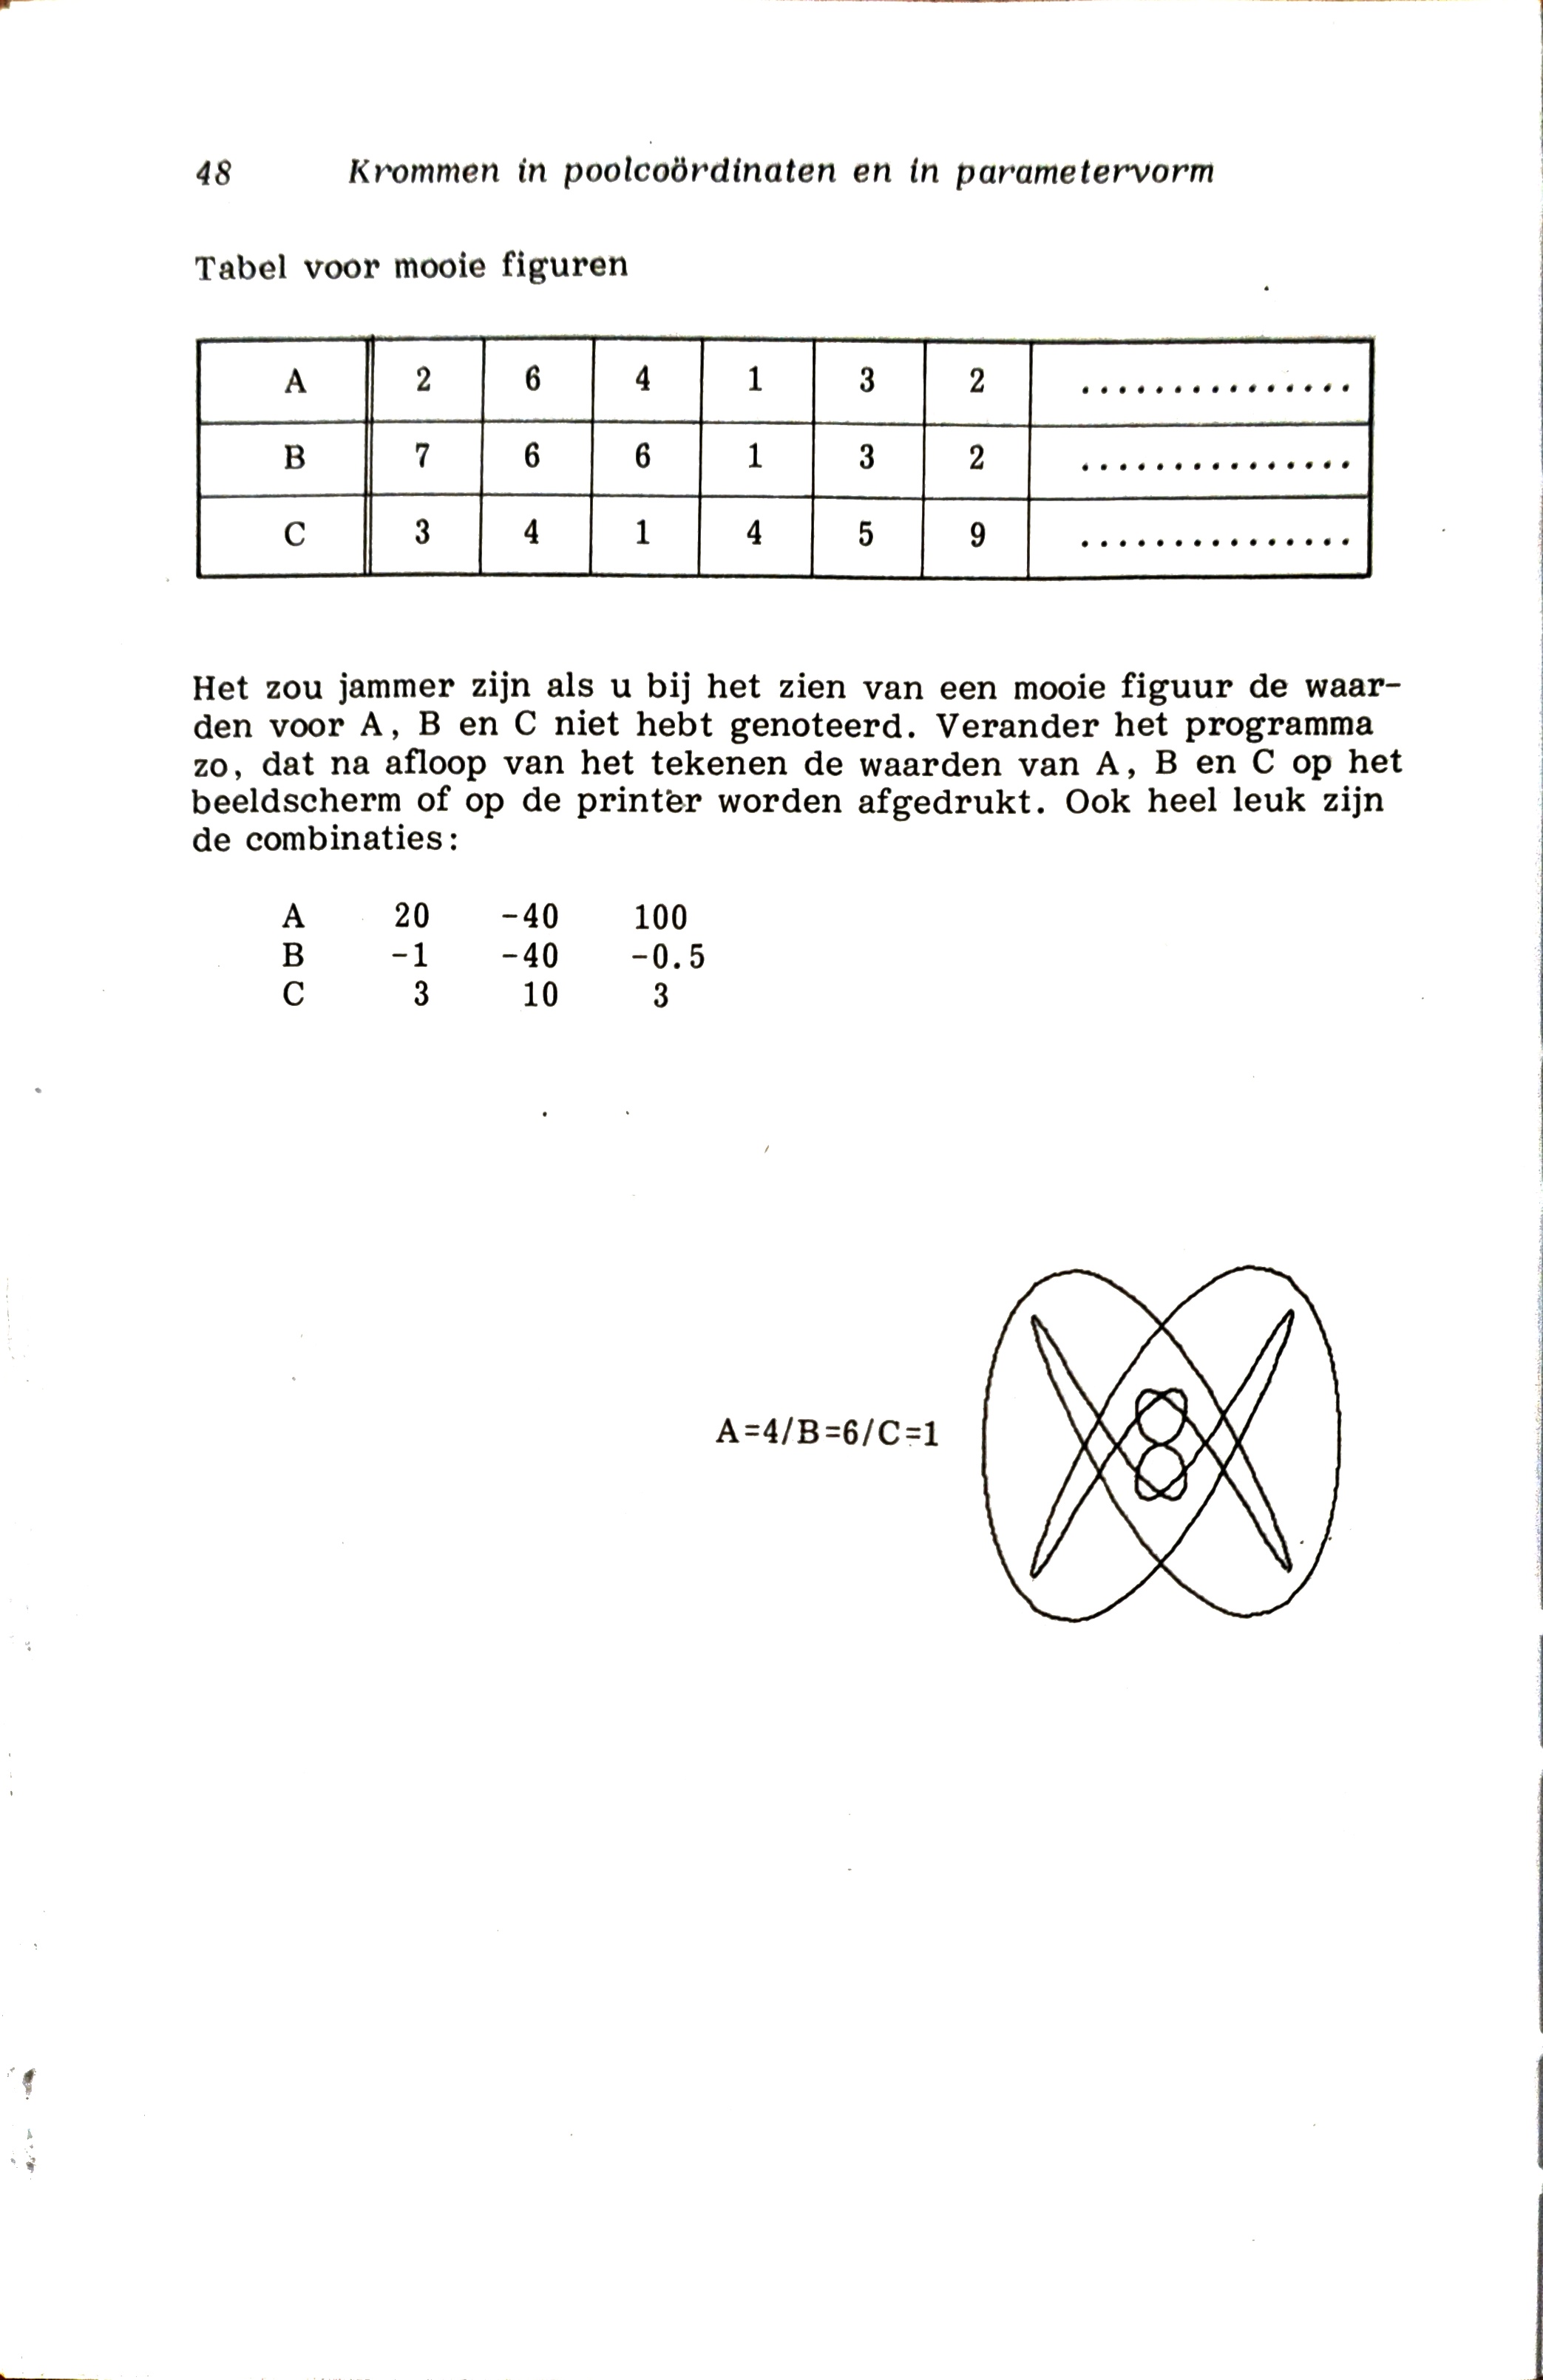 48 Krommen in poolcoördinaten en in parametervorm
Tabel voor mooie figuren
A 2 6 4 1 3 2 ...............
B 7 6 6 1 3 2 ...............
C 3 4 1 4 5 9 ...............
Het zou jammer zijn als u bij het zien van een mooie figuur de waar-
den voor A, B en C niet hebt genoteerd. Verander het programma
zo, dat na afloop van het tekenen de waarden van A, B en C op het
beeldscherm of op de printer worden afgedrukt. Ook heel leuk zijn
de combinaties:
A 20 -40 100
B -1 -40 -0.5
C 3 10 3
A=4/B=6/C=1